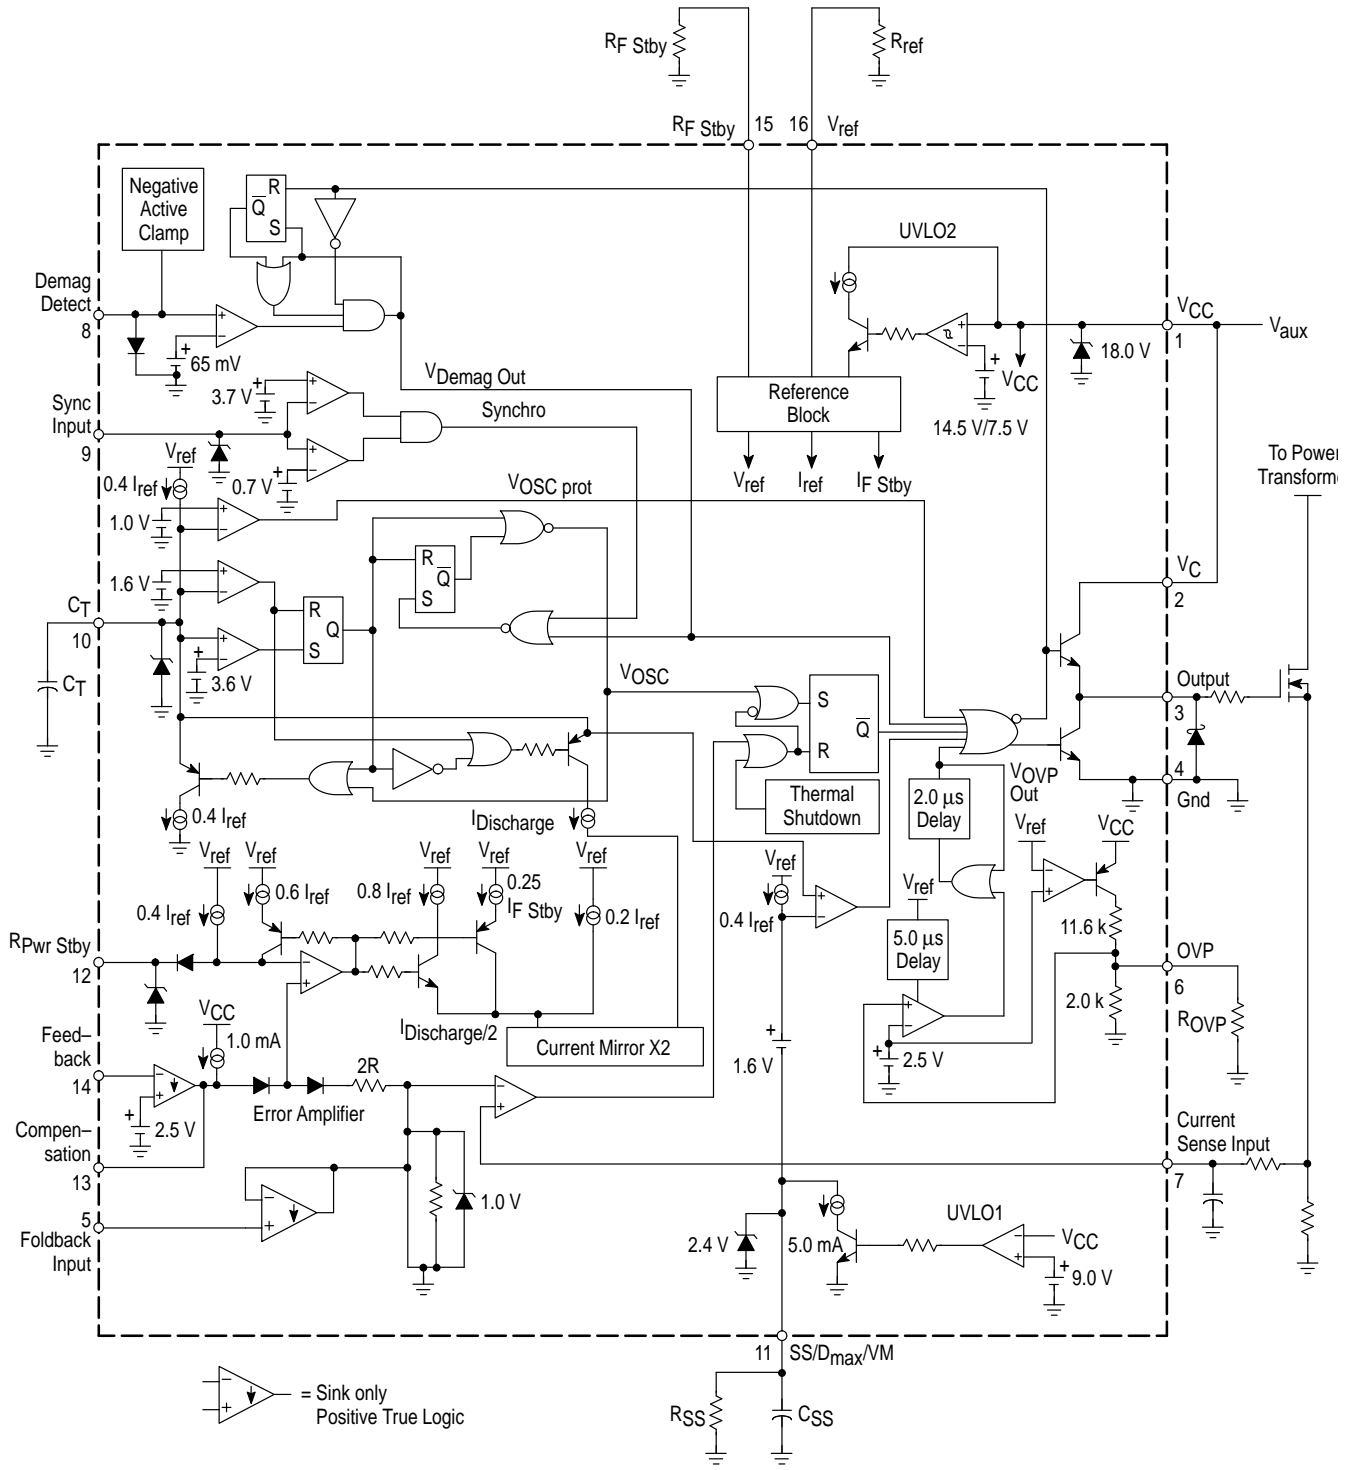 RF Stby
Rref
RF Stby 15 16 Vref
Negative
Active
Clamp
R
Q
S
UVLO2
Demag
Detect
8
65 mV
VCC
1
Vaux
18.0 V
VCC
14.5 V/7.5 V
Reference
Block
Vref
Iref
IF Stby
VDemag Out
3.7 V
Synchro
Sync
Input
9
0.7 V
Vref
0.4 Iref
1.0 V
VOSC prot
To Power
Transforme
1.6 V
R
Q
S
VC
2
CT
10
R
Q
S
3.6 V
CT
VOSC
S
Q
R
Output
3
4
Gnd
Thermal
Shutdown
VOVP
Out
2.0 µs
Delay
0.4 Iref
IDischarge
Vref
Vref
0.4 Iref
0.6 Iref
Vref
0.8 Iref
Vref
0.25
IF Stby
Vref
0.2 Iref
Vref
0.4 Iref
Vref
5.0 µs
Delay
Vref
VCC
11.6 k
2.0 k
OVP
6
ROVP
RPwr Stby
12
IDischarge/2
Current Mirror X2
1.6 V
2.5 V
VCC
1.0 mA
Feed–
back
14
2.5 V
2R
Error Amplifier
Compen–
sation
13
Current
Sense Input
7
5
Foldback
Input
1.0 V
2.4 V
5.0 mA
UVLO1
VCC
9.0 V
11 SS/Dmax/VM
RSS
CSS
= Sink only
Positive True Logic